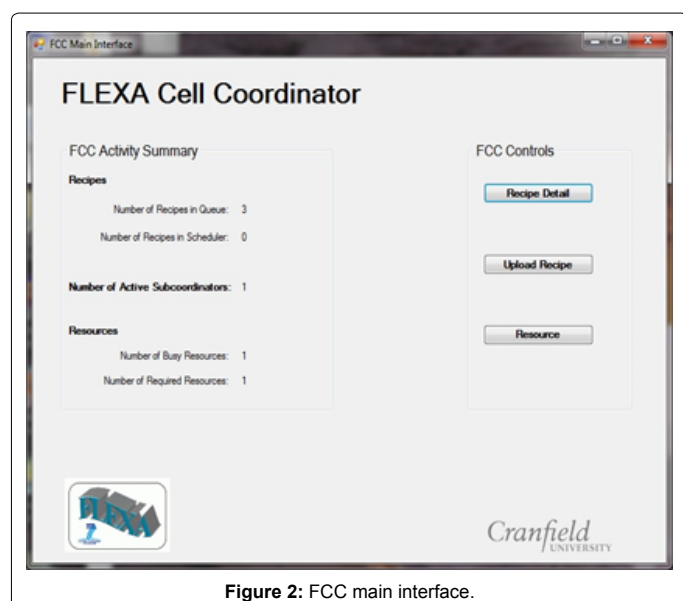 FCC Main Interface
FLEXA Cell Coordinator
FCC Activity Summary
Recipes
Number of Recipes in Queue: 3
Number of Recipes in Scheduler: 0
Number of Active Subcoordinators: 1
Resources
Number of Busy Resources: 1
Number of Required Resources: 1
FCC Controls
Recipe Detail
Upload Recipe
Resource
FLEXA
Cranfield
UNIVERSITY
Figure 2: FCC main interface.